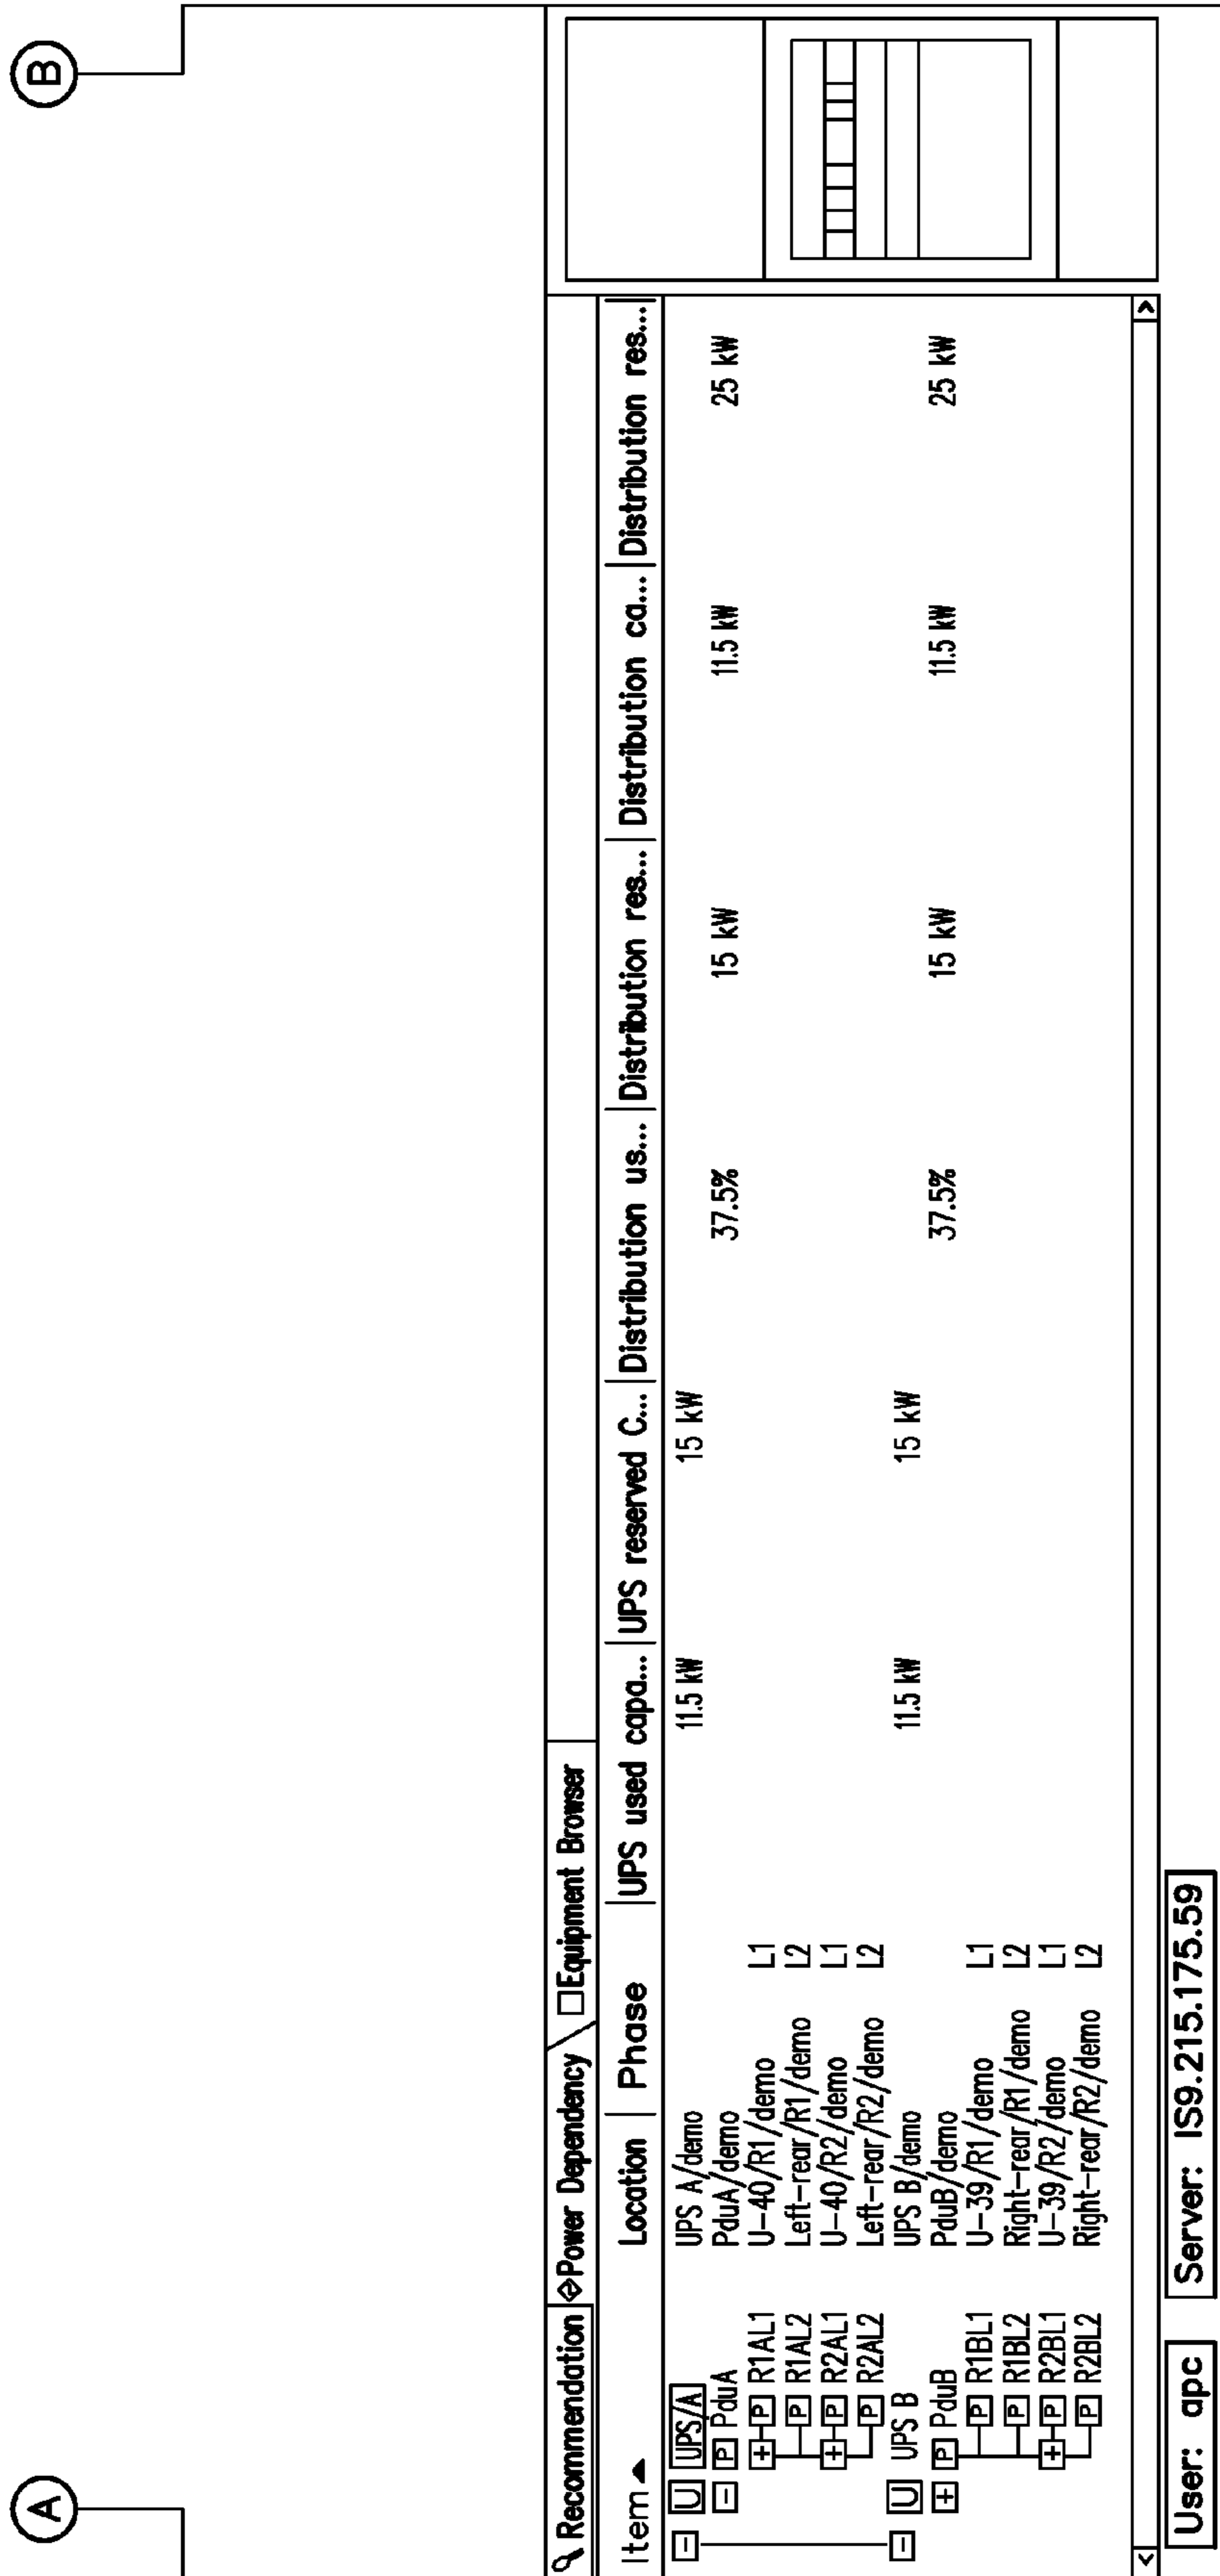 A B
Recommendation Power Dependency Equipment Browser
Item Location Phase UPS used capa... UPS reserved C... Distribution us... Distribution res... Distribution ca... Distribution res...
U UPS/A UPS A/demo 11.5 kW 15 kW
P PduA PduA/demo 37.5% 15 kW 11.5 kW 25 kW
P R1AL1 U-40/R1/demo L1
P R1AL2 Left-rear/R1/demo L2
P R2AL1 U-40/R2/demo L1
P R2AL2 Left-rear/R2/demo L2
U UPS B UPS B/demo 11.5 kW 15 kW
P PduB PduB/demo 37.5% 15 kW 11.5 kW 25 kW
P R1BL1 U-39/R1/demo L1
P R1BL2 Right-rear/R1/demo L2
P R2BL1 U-39/R2/demo L1
P R2BL2 Right-rear/R2/demo L2
User: apc Server: IS9.215.175.59